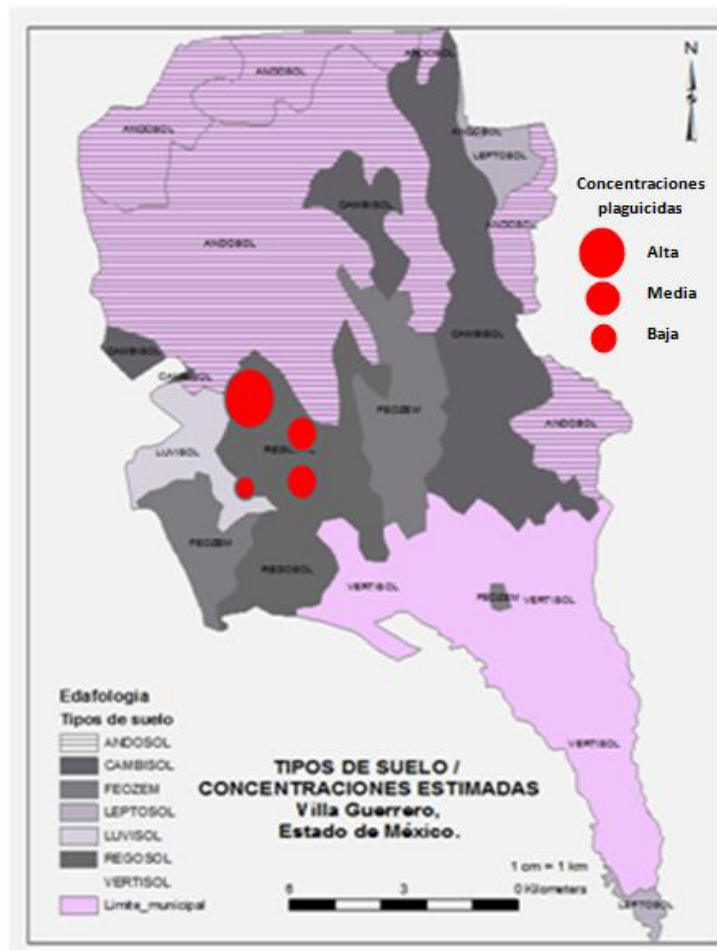 ANDOSOL
ANDOSOL
ANDOSOL
ANDOSOL
LEPTOSOL
N
CAMBISOL
ANDOSOL
ANDOSOL
Concentraciones
plaguicidas
Alta
Media
Baja
CAMBISOL
CAMBISOL
CAMBISOL
FEOZEM
ANDOSOL
LUVISOL
FEOZEM
REGOSOL
VERTISOL
FEOZEM
VERTISOL
VERTISOL
LEPTOSOL
Edafología
Tipos de suelo
ANDOSOL
CAMBISOL
FEOZEM
LEPTOSOL
LUVISOL
REGOSOL
VERTISOL
Limite_municipal
TIPOS DE SUELO /
CONCENTRACIONES ESTIMADAS
Villa Guerrero,
Estado de México.
1 cm = 1 km
6 3 0 Kilometers